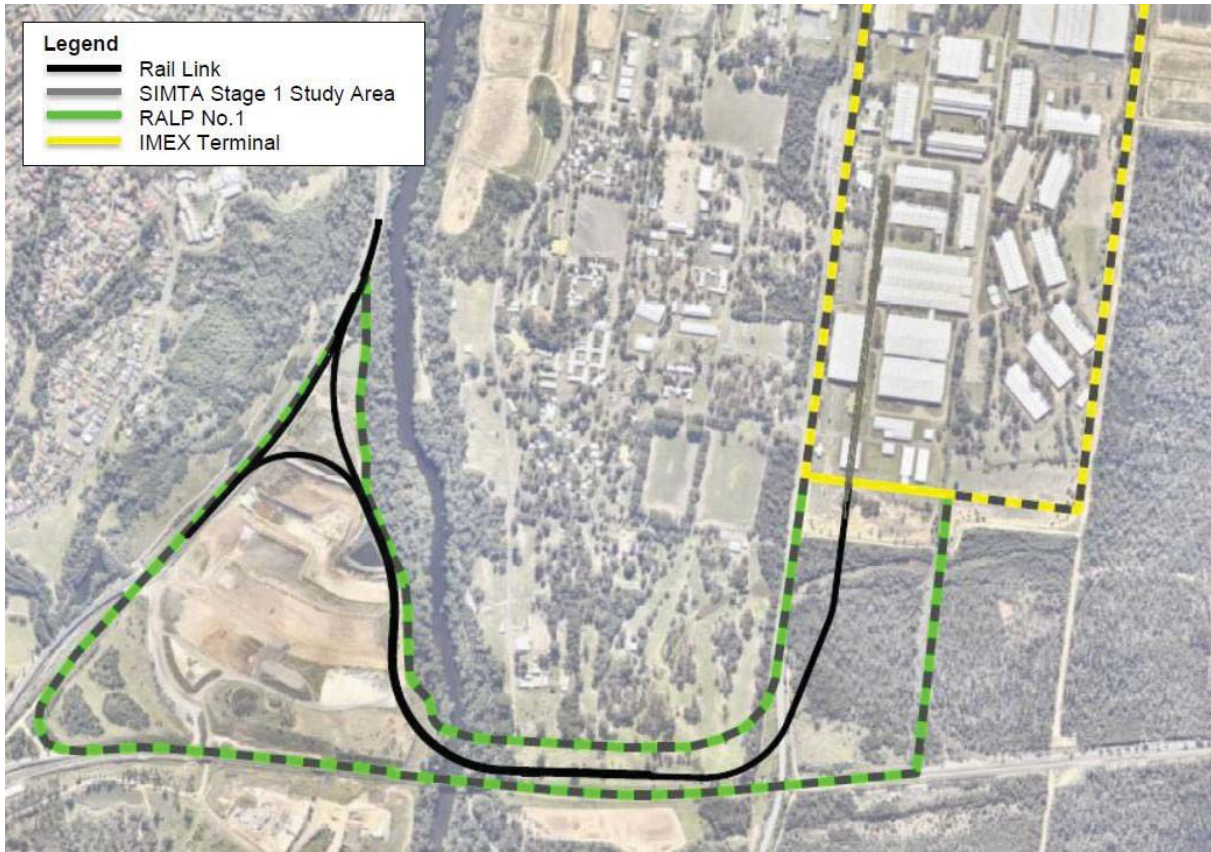 Legend
Rail Link
SIMTA Stage 1 Study Area
RALP No.1
IMEX Terminal